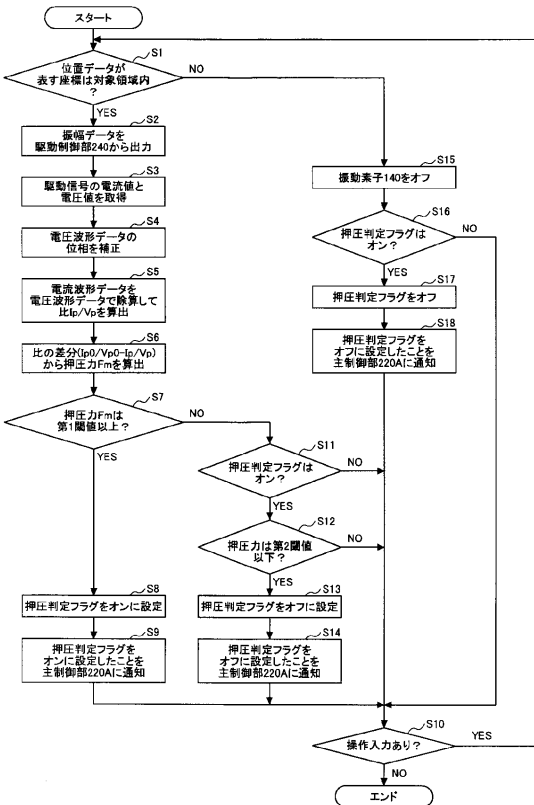 スタート
S1
位置データが
表す座標は対象領域内
?
NO
YES
S2
振幅データを
駆動制御部240から出力
S3
駆動信号の電流値と
電圧値を取得
S4
電圧波形データの
位相を補正
S5
電流波形データを
電圧波形データで除算して
比Ip/Vpを算出
S6
比の差分(Ip0/Vp0-Ip/Vp)
から押圧力Fmを算出
S7
押圧力Fmは
第1閾値以上?
NO
YES
S8
押圧判定フラグをオンに設定
S9
押圧判定フラグを
オンに設定したことを
主制御部220Aに通知
S11
押圧判定フラグは
オン?
NO
YES
S12
押圧力は第2閾値
以下?
NO
YES
S13
押圧判定フラグをオフに設定
S14
押圧判定フラグを
オフに設定したことを
主制御部220Aに通知
S15
振動素子140をオフ
S16
押圧判定フラグは
オン?
NO
YES
S17
押圧判定フラグをオフ
S18
押圧判定フラグを
オフに設定したことを
主制御部220Aに通知
S10
操作入力あり?
YES
NO
エンド